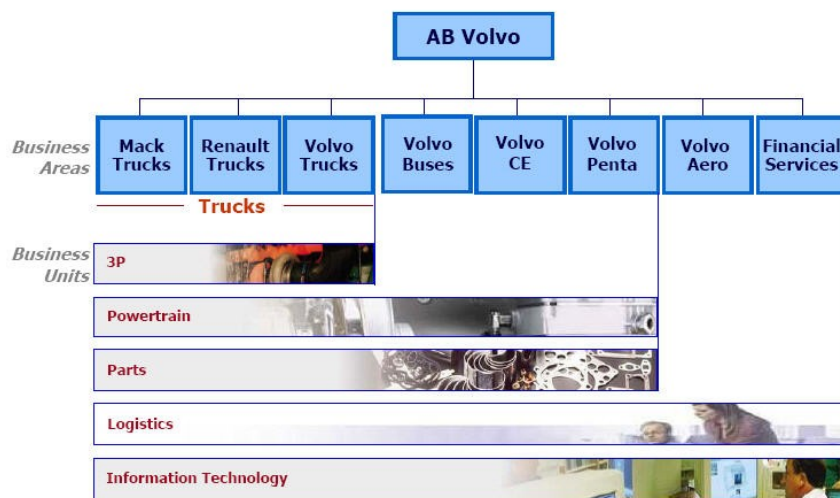 AB Volvo
Business
Areas
Mack
Trucks
Renault
Trucks
Volvo
Trucks
Volvo
Buses
Volvo
CE
Volvo
Penta
Volvo
Aero
Financial
Services
Trucks
Business
Units
3P
Powertrain
Parts
Logistics
Information Technology